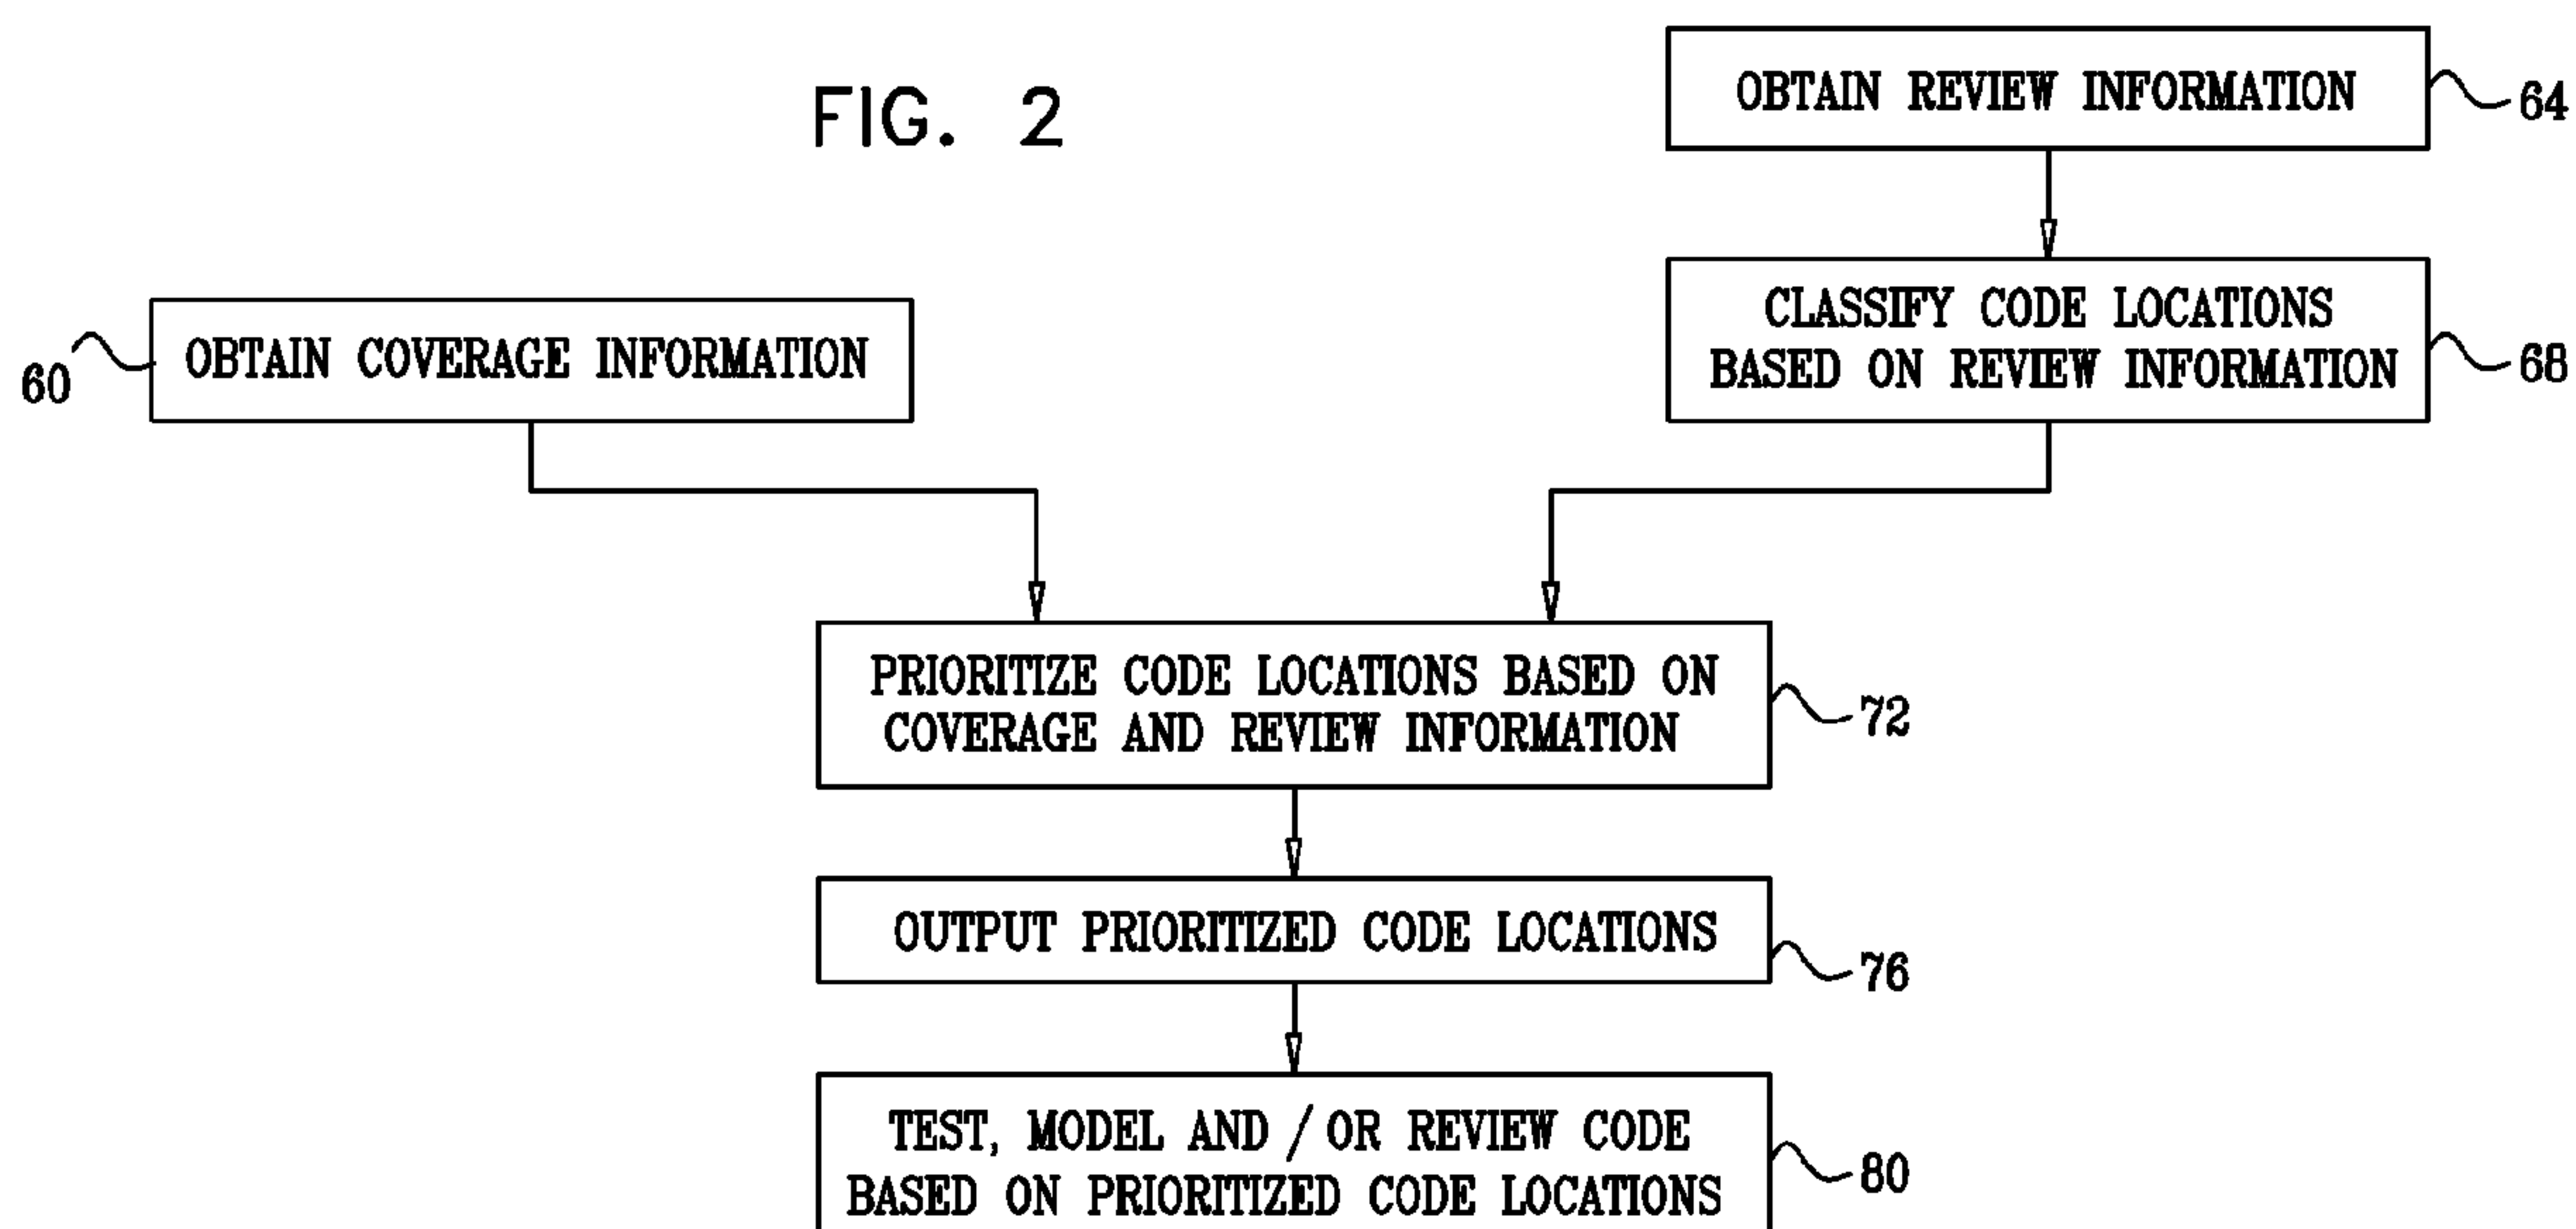 FIG. 2
OBTAIN REVIEW INFORMATION
64
CLASSIFY CODE LOCATIONS
BASED ON REVIEW INFORMATION
68
OBTAIN COVERAGE INFORMATION
60
PRIORITIZE CODE LOCATIONS BASED ON
COVERAGE AND REVIEW INFORMATION
72
OUTPUT PRIORITIZED CODE LOCATIONS
76
TEST, MODEL AND / OR REVIEW CODE
BASED ON PRIORITIZED CODE LOCATIONS
80